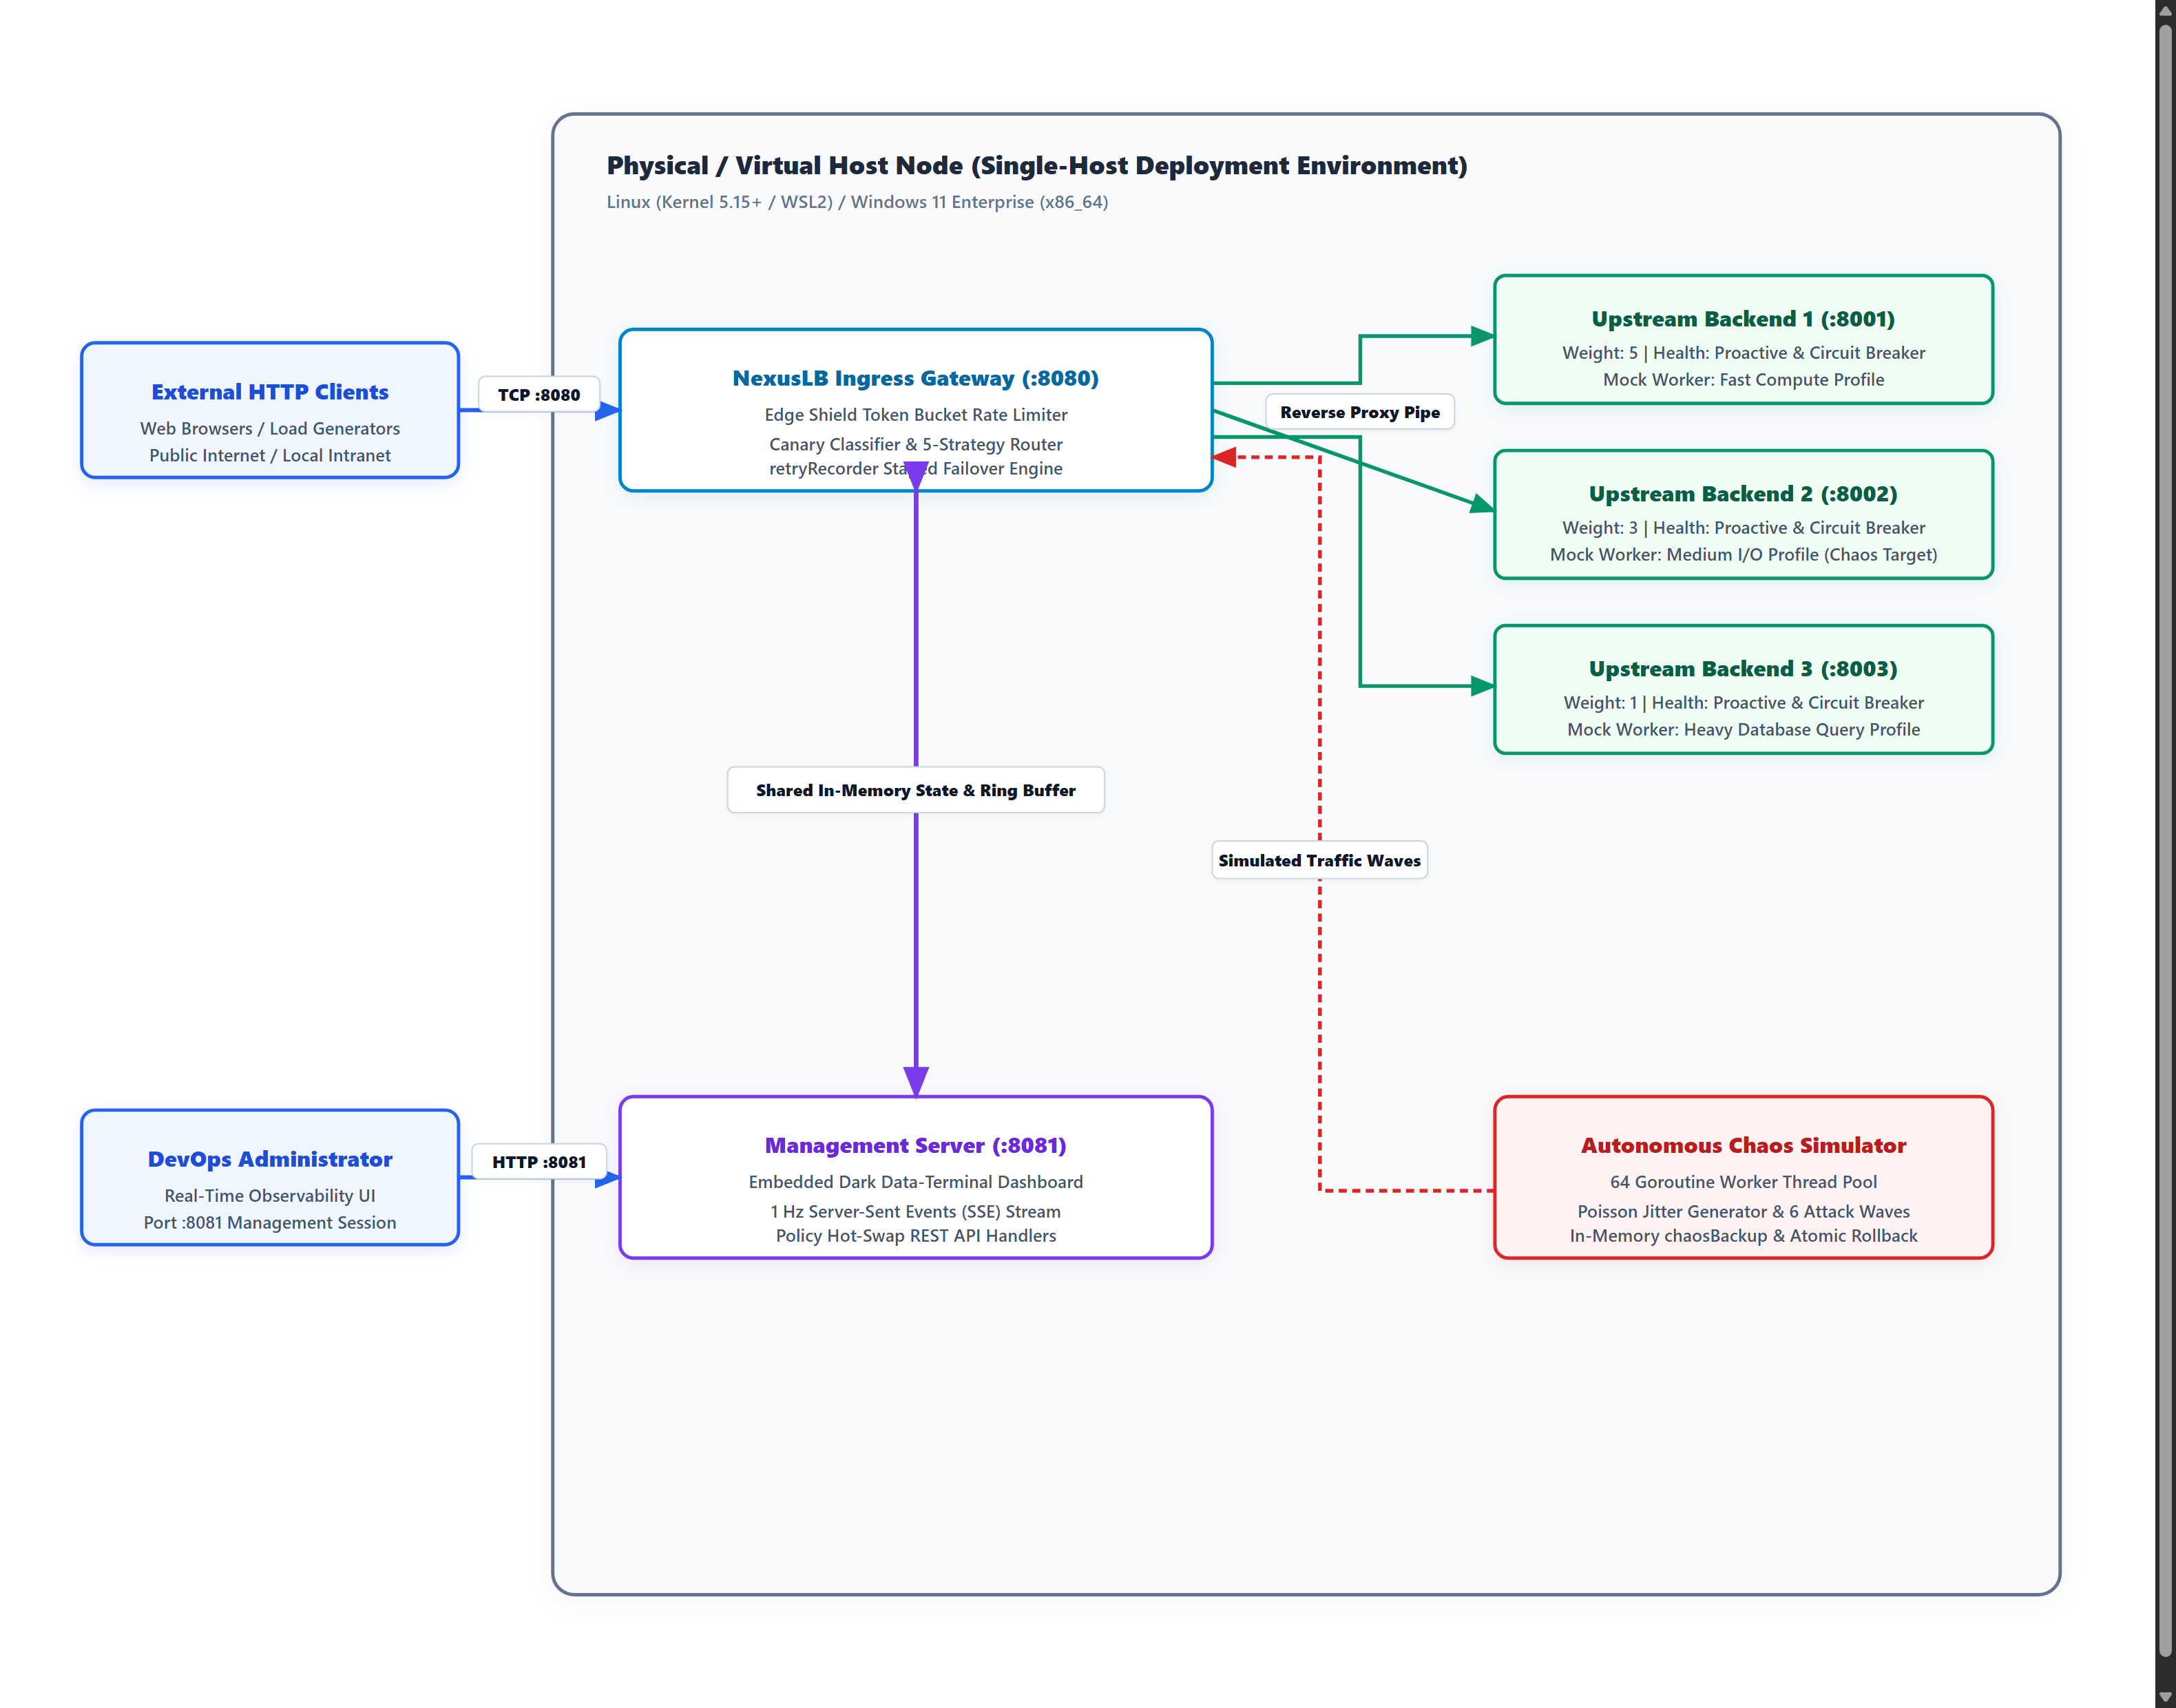 Physical / Virtual Host Node (Single-Host Deployment Environment)
Linux (Kernel 5.15+ / WSL2) / Windows 11 Enterprise (x86_64)
External HTTP Clients
Web Browsers / Load Generators
Public Internet / Local Intranet
TCP :8080
NexusLB Ingress Gateway (:8080)
Edge Shield Token Bucket Rate Limiter
Canary Classifier & 5-Strategy Router
retryRecorder Failover Engine
Reverse Proxy Pipe
Upstream Backend 1 (:8001)
Weight: 5 | Health: Proactive & Circuit Breaker
Mock Worker: Fast Compute Profile
Upstream Backend 2 (:8002)
Weight: 3 | Health: Proactive & Circuit Breaker
Mock Worker: Medium I/O Profile (Chaos Target)
Upstream Backend 3 (:8003)
Weight: 1 | Health: Proactive & Circuit Breaker
Mock Worker: Heavy Database Query Profile
Shared In-Memory State & Ring Buffer
Simulated Traffic Waves
DevOps Administrator
Real-Time Observability UI
Port :8081 Management Session
HTTP :8081
Management Server (:8081)
Embedded Dark Data-Terminal Dashboard
1 Hz Server-Sent Events (SSE) Stream
Policy Hot-Swap REST API Handlers
Autonomous Chaos Simulator
64 Goroutine Worker Thread Pool
Poisson Jitter Generator & 6 Attack Waves
In-Memory chaosBackup & Atomic Rollback